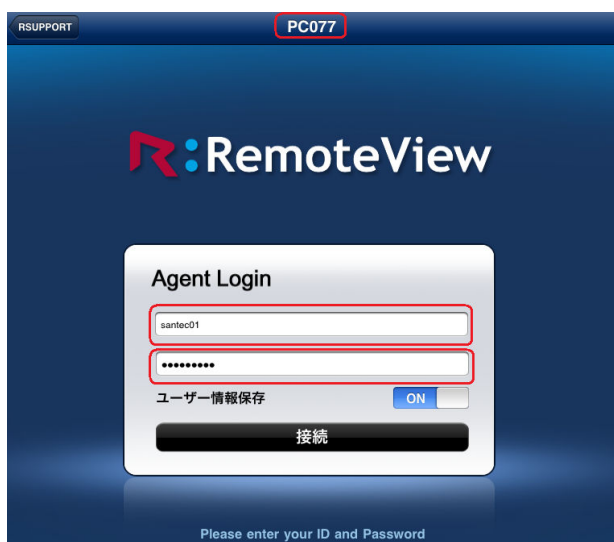 RSUPPORT
PC077
R:RemoteView
Agent Login
santec01
•••••••••
ユーザー情報保存
ON
接続
Please enter your ID and Password